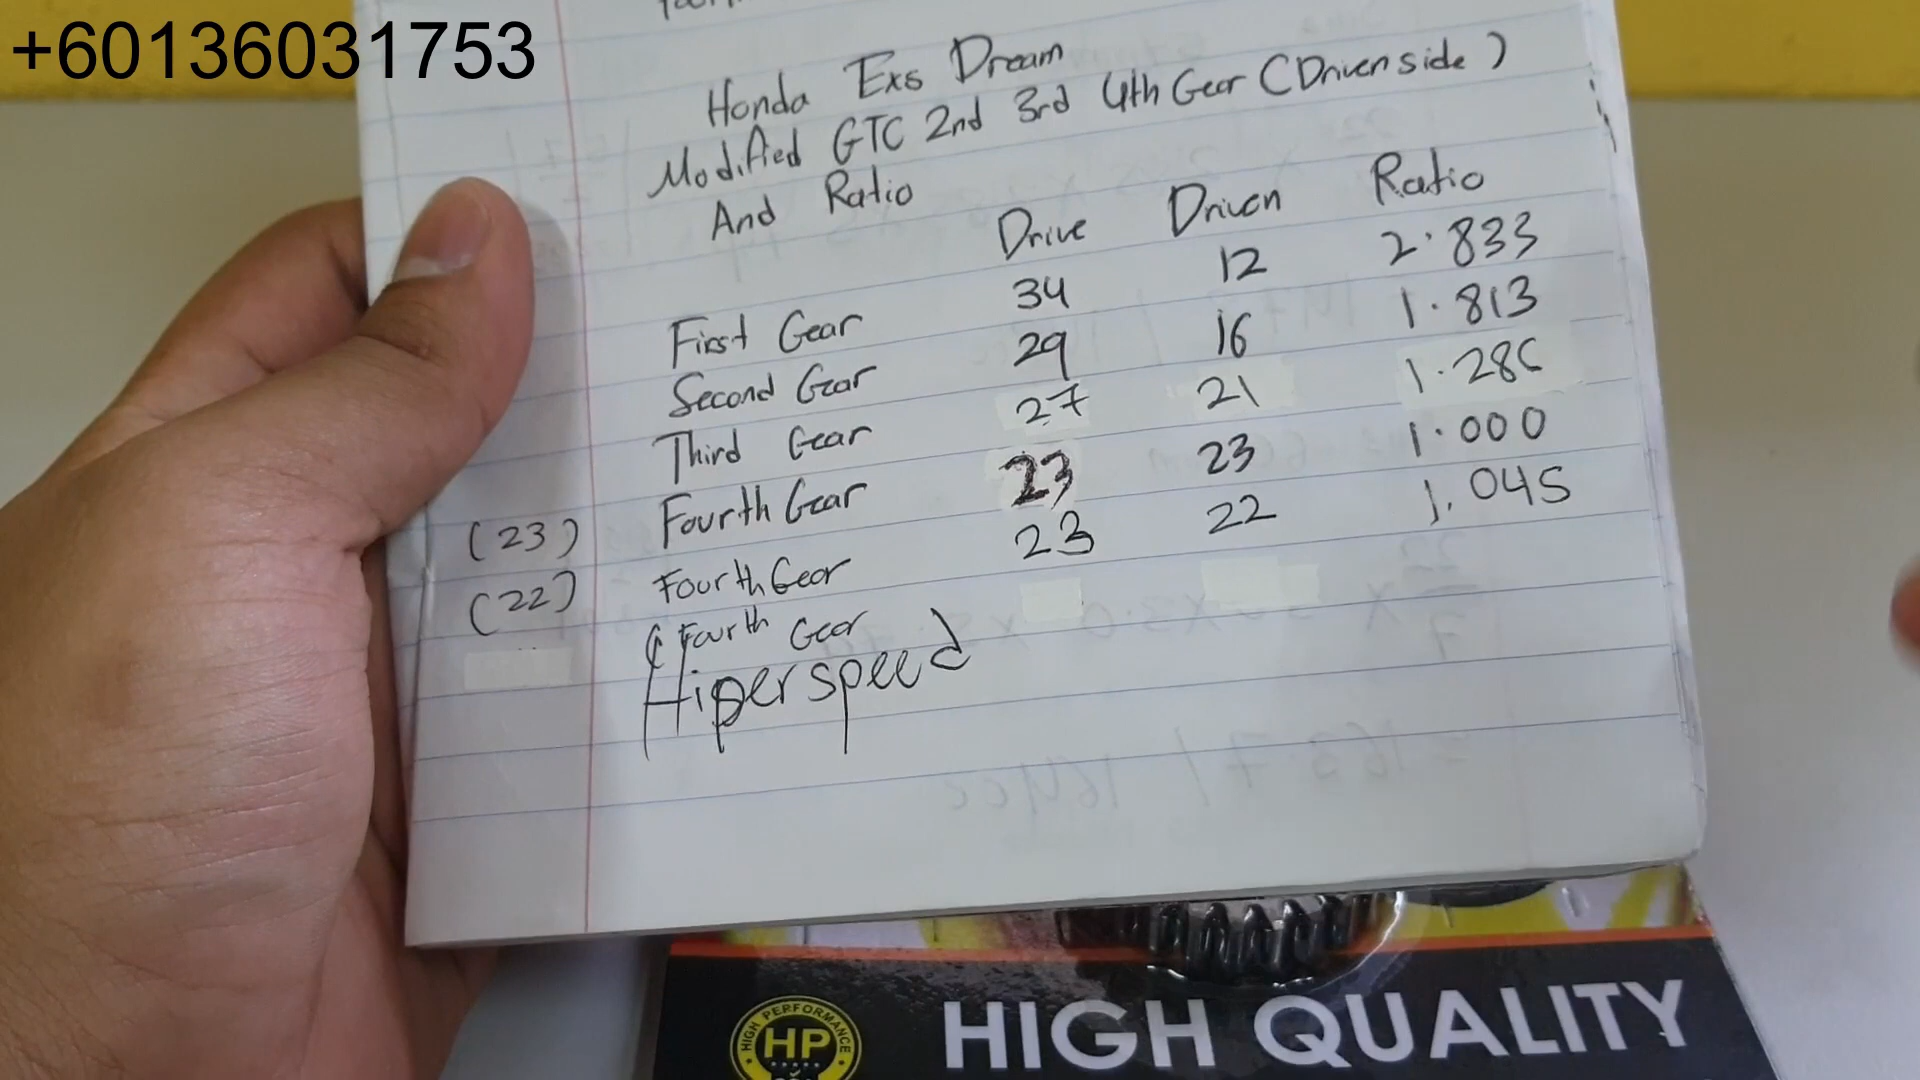 +60136031753
Honda Ex5 Dream
Modified GTC 2nd 3rd 4th Gear (Driven side)
And Ratio
Drive Driven Ratio
First Gear 34 12 2.833
Second Gear 29 16 1.813
Third Gear 27 21 1.286
(23) Fourth Gear 23 23 1.000
(22) Fourth Gear 23 22 1.045
Fourth Gear
Hiperspeed
HIGH PERFORMANCE
HP
HIGH QUALITY